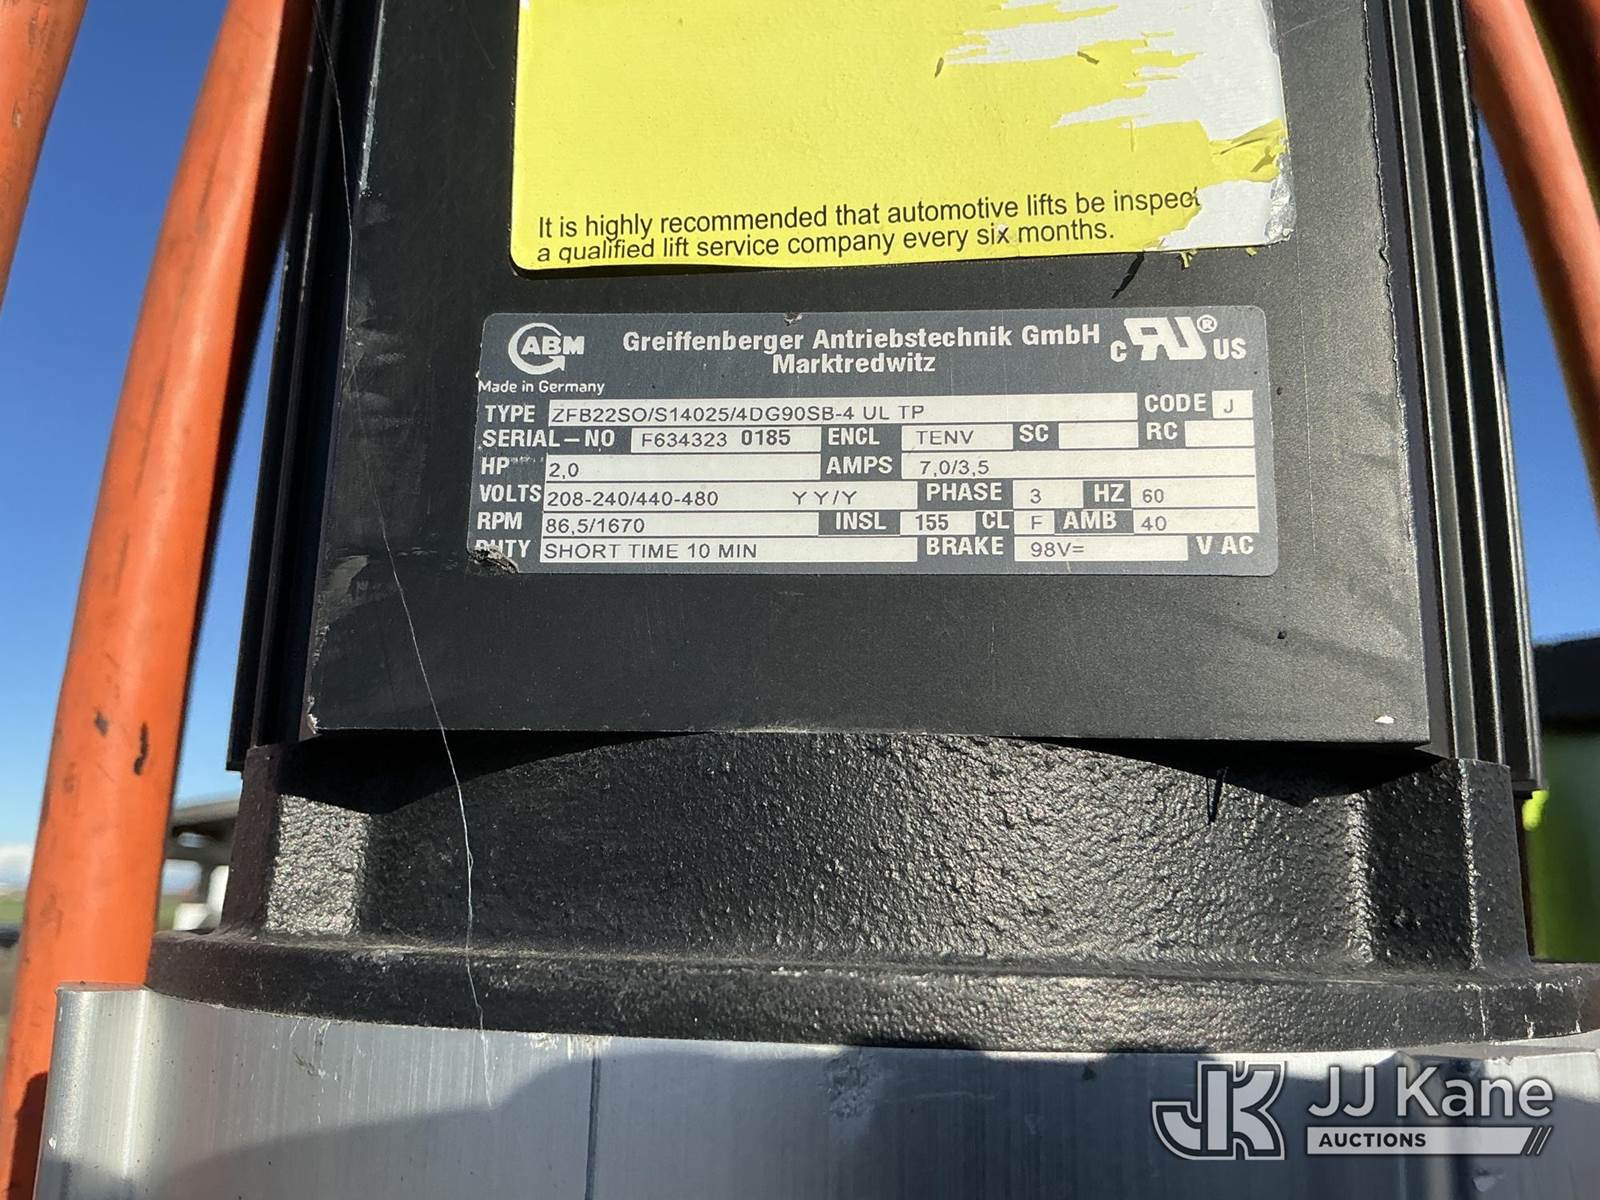 It is highly recommended that automotive lifts be inspect
a qualified lift service company every six months.
ABM Greiffenberger Antriebstechnik GmbH
Marktredwitz
C RU® US
Made in Germany
TYPE ZFB22SO/S14025/4DG90SB-4 UL TP CODE J
SERIAL-NO F634323 0185 ENCL TENV SC RC
HP 2,0 AMPS 7,0/3,5
VOLTS 208-240/440-480 Y Y/Y PHASE 3 HZ 60
RPM 86,5/1670 INSL 155 CL F AMB 40
DUTY SHORT TIME 10 MIN BRAKE 98V= V AC
JK JJ Kane
AUCTIONS